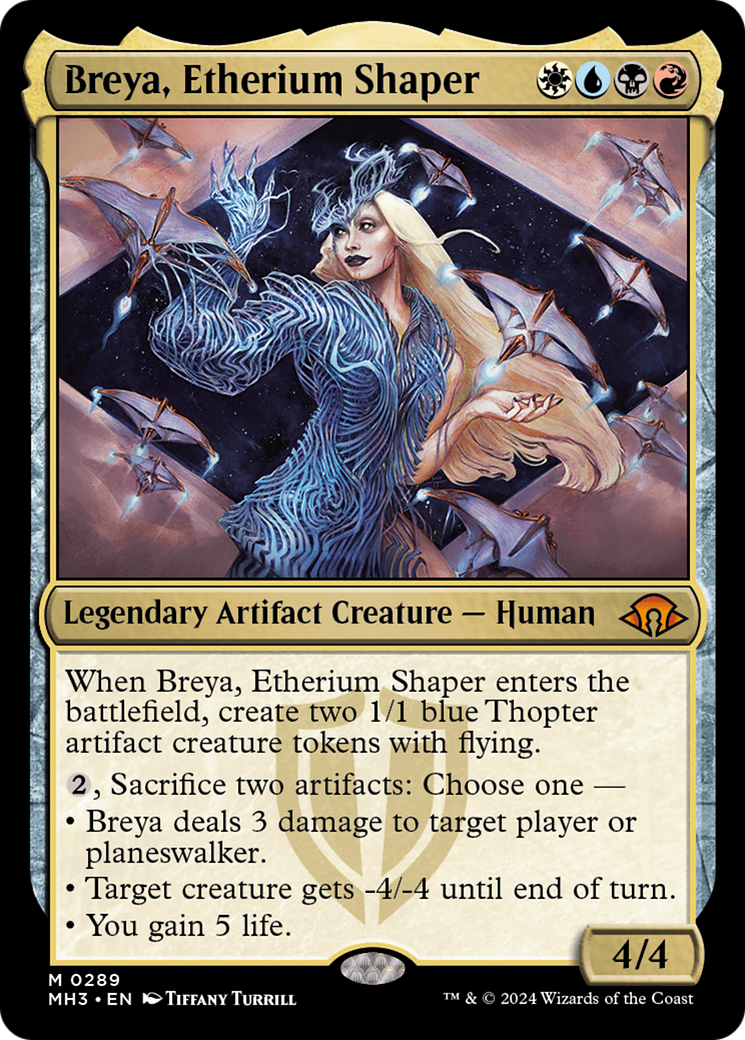 Breya, Etherium Shaper
Legendary Artifact Creature — Human
When Breya, Etherium Shaper enters the
battlefield, create two 1/1 blue Thopter
artifact creature tokens with flying.
2, Sacrifice two artifacts: Choose one —
• Breya deals 3 damage to target player or
planeswalker.
• Target creature gets -4/-4 until end of turn.
• You gain 5 life.
4/4
M 0289
MH3 • EN Tiffany Turrill
™ & © 2024 Wizards of the Coast